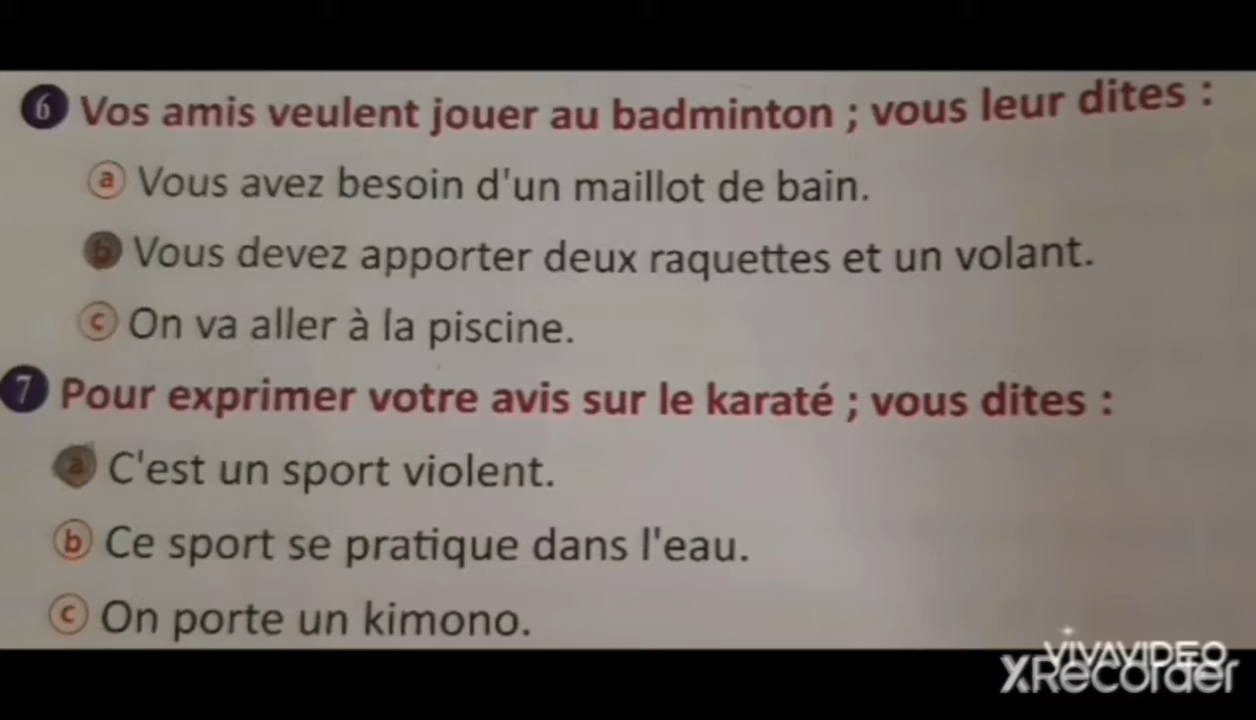 6 Vos amis veulent jouer au badminton ; vous leur dites :
a Vous avez besoin d'un maillot de bain.
b Vous devez apporter deux raquettes et un volant.
c On va aller à la piscine.
7 Pour exprimer votre avis sur le karaté ; vous dites :
a C'est un sport violent.
b Ce sport se pratique dans l'eau.
c On porte un kimono.
VIVAVIDEO
XRecorder